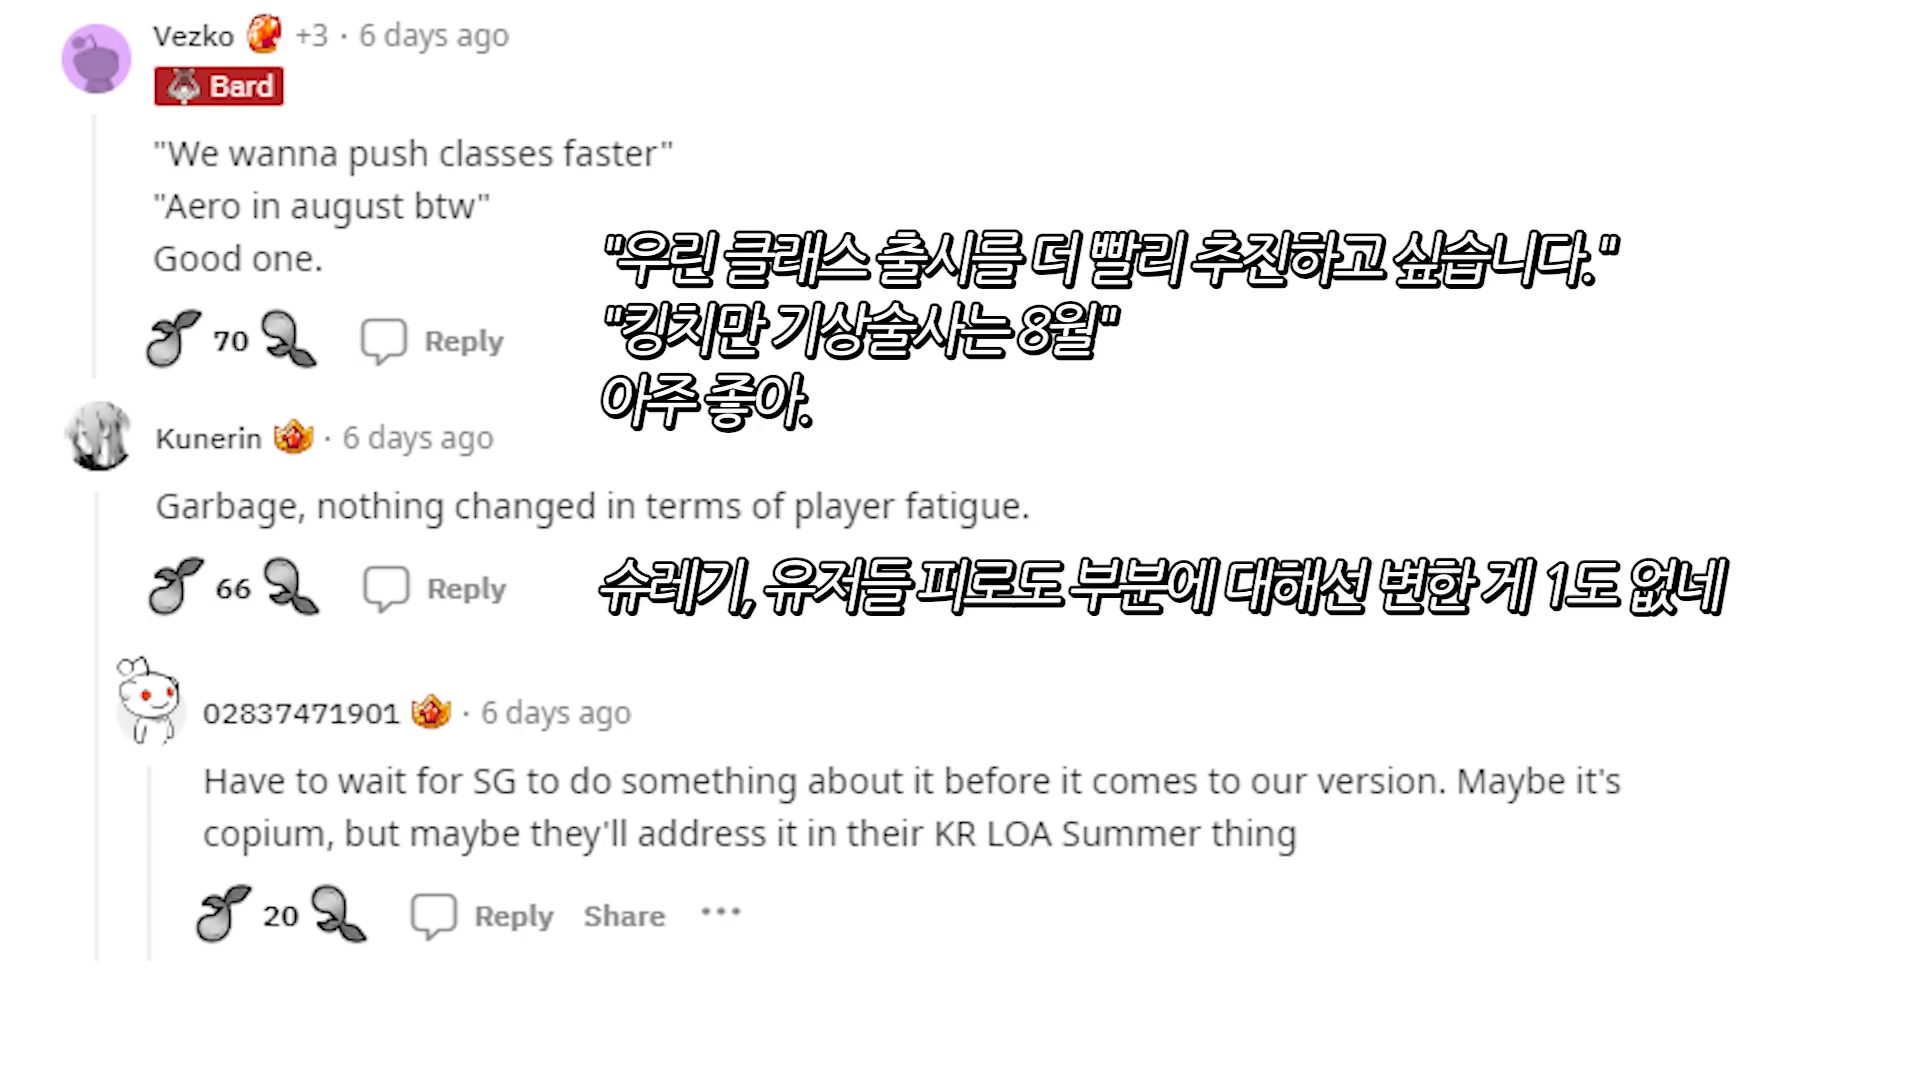 Vezko +3 · 6 days ago
Bard
"We wanna push classes faster"
"Aero in august btw"
Good one.
"우린 클래스 출시를 더 빨리 추진하고 싶습니다."
"킹치만 기상술사는 8월"
아주 좋아.
70 Reply
Kunerin · 6 days ago
Garbage, nothing changed in terms of player fatigue.
슈레기, 유저들 피로도 부분에 대해선 변한 게 1도 없네
66 Reply
02837471901 · 6 days ago
Have to wait for SG to do something about it before it comes to our version. Maybe it's
copium, but maybe they'll address it in their KR LOA Summer thing
20 Reply Share ···